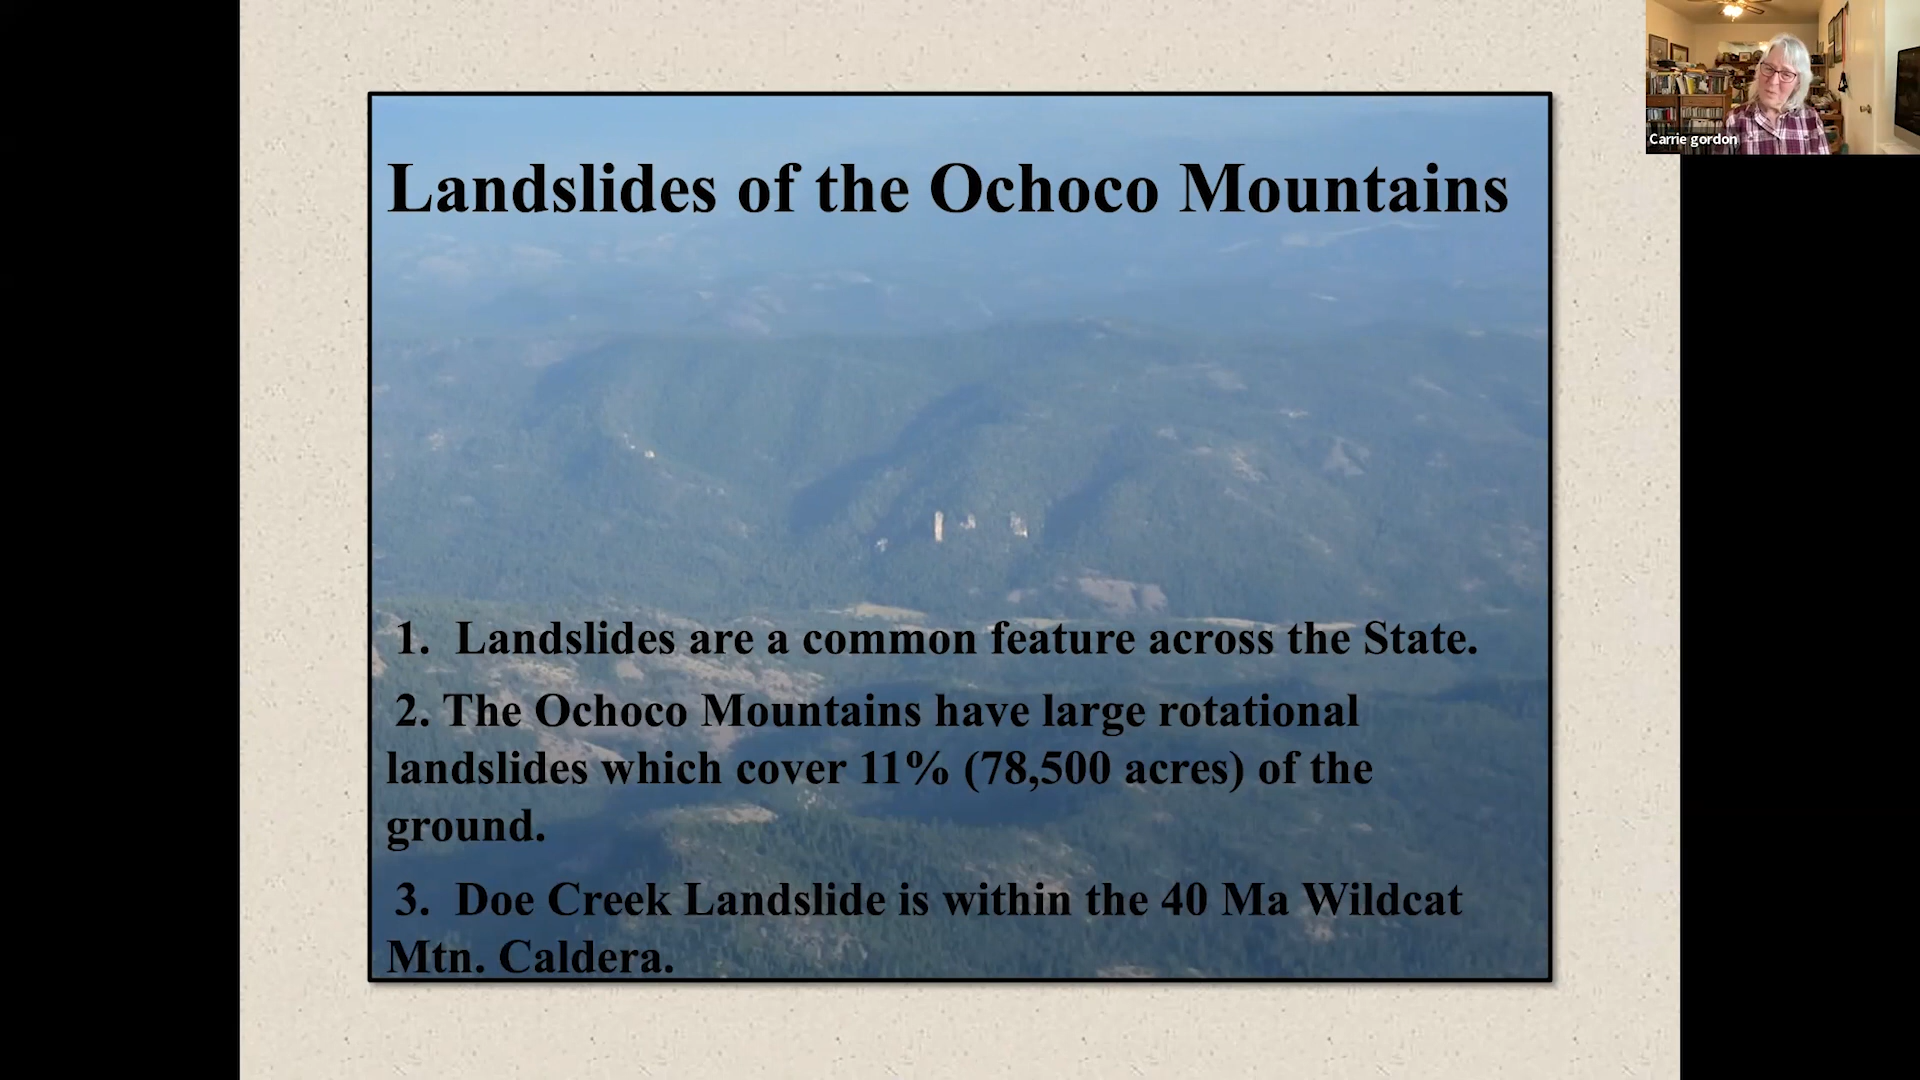 Carrie gordon
Landslides of the Ochoco Mountains
1. Landslides are a common feature across the State.
2. The Ochoco Mountains have large rotational
landslides which cover 11% (78,500 acres) of the
ground.
3. Doe Creek Landslide is within the 40 Ma Wildcat
Mtn. Caldera.